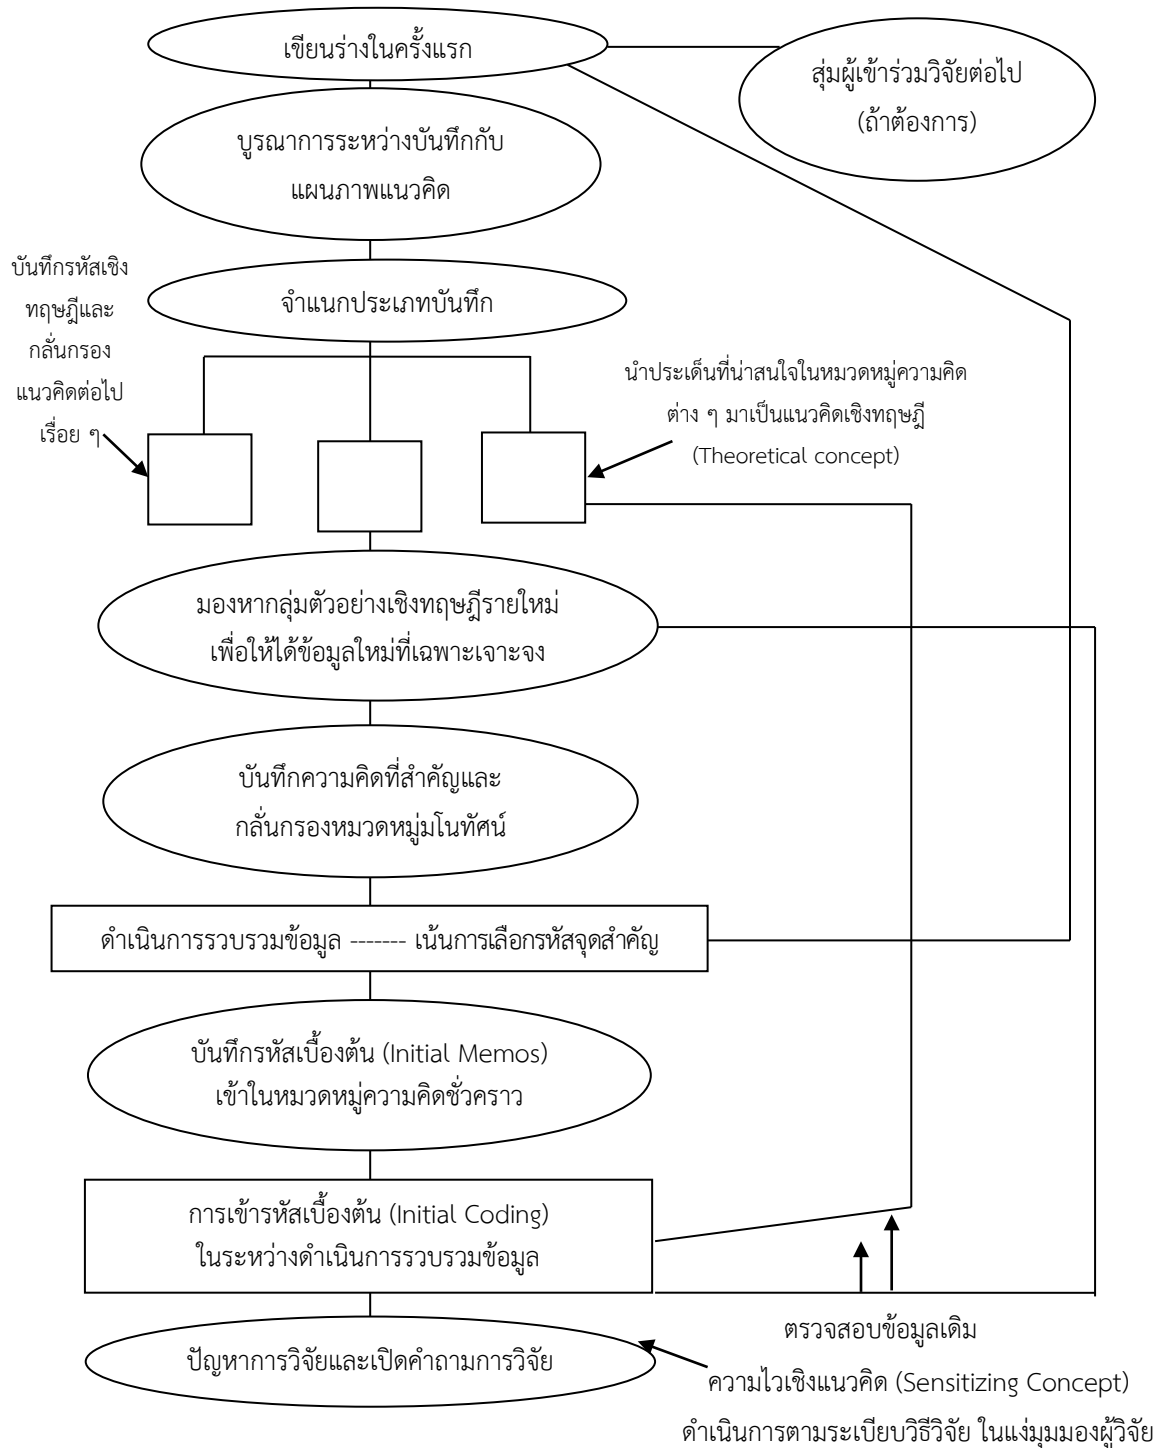 เขียนร่างในครั้งแรก
สุ่มผู้เข้าร่วมวิจัยต่อไป
(ถ้าต้องการ)
บูรณาการระหว่างบันทึกกับ
แผนภาพแนวคิด
บันทึกรหัสเชิง
ทฤษฎีและ
กลั่นกรอง
แนวคิดต่อไป
เรื่อย ๆ
จำแนกประเภทบันทึก
นำประเด็นที่น่าสนใจในหมวดหมู่ความคิด
ต่าง ๆ มาเป็นแนวคิดเชิงทฤษฎี
(Theoretical concept)
มองหากลุ่มตัวอย่างเชิงทฤษฎีรายใหม่
เพื่อให้ได้ข้อมูลใหม่ที่เฉพาะเจาะจง
บันทึกความคิดที่สำคัญและ
กลั่นกรองหมวดหมู่มโนทัศน์
ดำเนินการรวบรวมข้อมูล ------- เน้นการเลือกรหัสจุดสำคัญ
บันทึกรหัสเบื้องต้น (Initial Memos)
เข้าในหมวดหมู่ความคิดชั่วคราว
การเข้ารหัสเบื้องต้น (Initial Coding)
ในระหว่างดำเนินการรวบรวมข้อมูล
ปัญหาการวิจัยและเปิดคำถามการวิจัย
ตรวจสอบข้อมูลเดิม
ความไวเชิงแนวคิด (Sensitizing Concept)
ดำเนินการตามระเบียบวิธีวิจัย ในแง่มุมมองผู้วิจัย